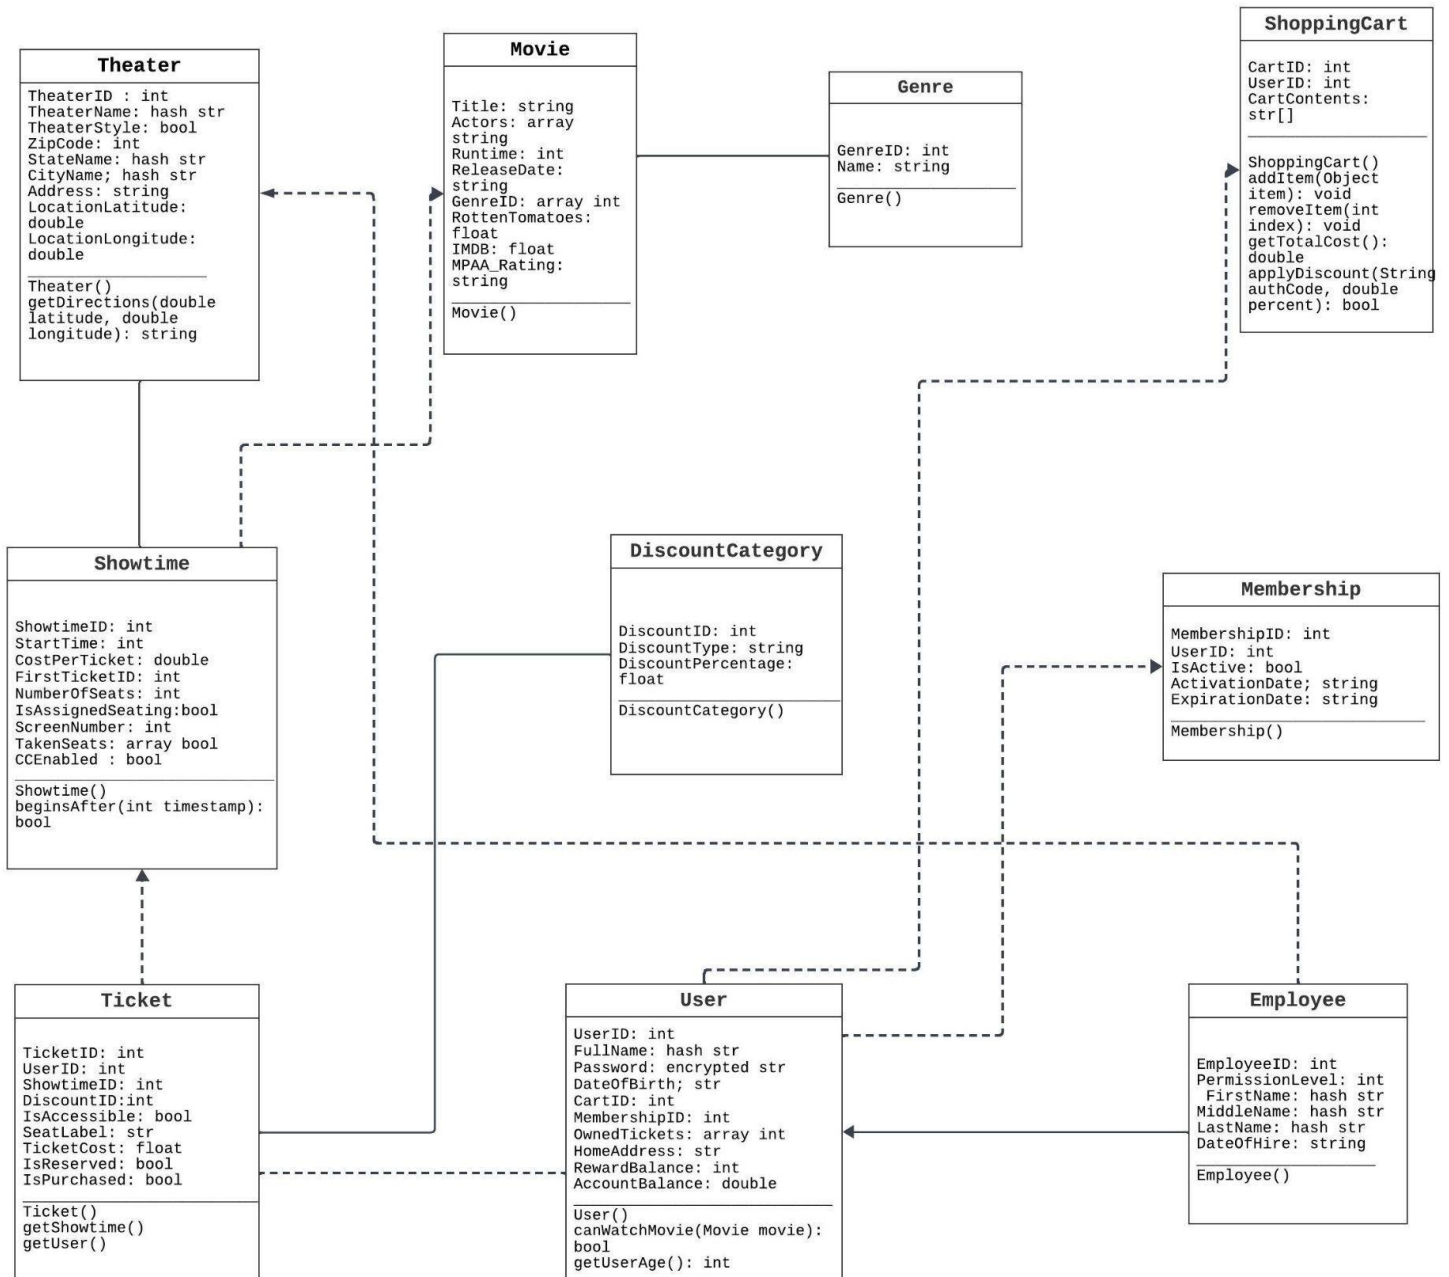 Theater
TheaterID : int
TheaterName: hash str
TheaterStyle: bool
ZipCode: int
StateName: hash str
CityName; hash str
Address: string
LocationLatitude:
double
LocationLongitude:
double
Theater()
getDirections(double
latitude, double
longitude): string
Movie
Title: string
Actors: array
string
Runtime: int
ReleaseDate:
string
GenreID: array int
RottenTomatoes:
float
IMDB: float
MPAA_Rating:
string
Movie()
Genre
GenreID: int
Name: string
Genre()
ShoppingCart
CartID: int
UserID: int
CartContents:
str[]
ShoppingCart()
addItem(Object
item): void
removeItem(int
index): void
getTotalCost():
double
applyDiscount(String
authCode, double
percent): bool
Showtime
ShowtimeID: int
StartTime: int
CostPerTicket: double
FirstTicketID: int
NumberOfSeats: int
IsAssignedSeating:bool
ScreenNumber: int
TakenSeats: array bool
CCEnabled : bool
Showtime()
beginsAfter(int timestamp):
bool
DiscountCategory
DiscountID: int
DiscountType: string
DiscountPercentage:
float
DiscountCategory()
Membership
MembershipID: int
UserID: int
IsActive: bool
ActivationDate; string
ExpirationDate: string
Membership()
Ticket
TicketID: int
UserID: int
ShowtimeID: int
DiscountID:int
IsAccessible: bool
SeatLabel: str
TicketCost: float
IsReserved: bool
IsPurchased: bool
Ticket()
getShowtime()
getUser()
User
UserID: int
FullName: hash str
Password: encrypted str
DateOfBirth; str
CartID: int
MembershipID: int
OwnedTickets: array int
HomeAddress: str
RewardBalance: int
AccountBalance: double
User()
canWatchMovie(Movie movie):
bool
getUserAge(): int
Employee
EmployeeID: int
PermissionLevel: int
FirstName: hash str
MiddleName: hash str
LastName: hash str
DateOfHire: string
Employee()